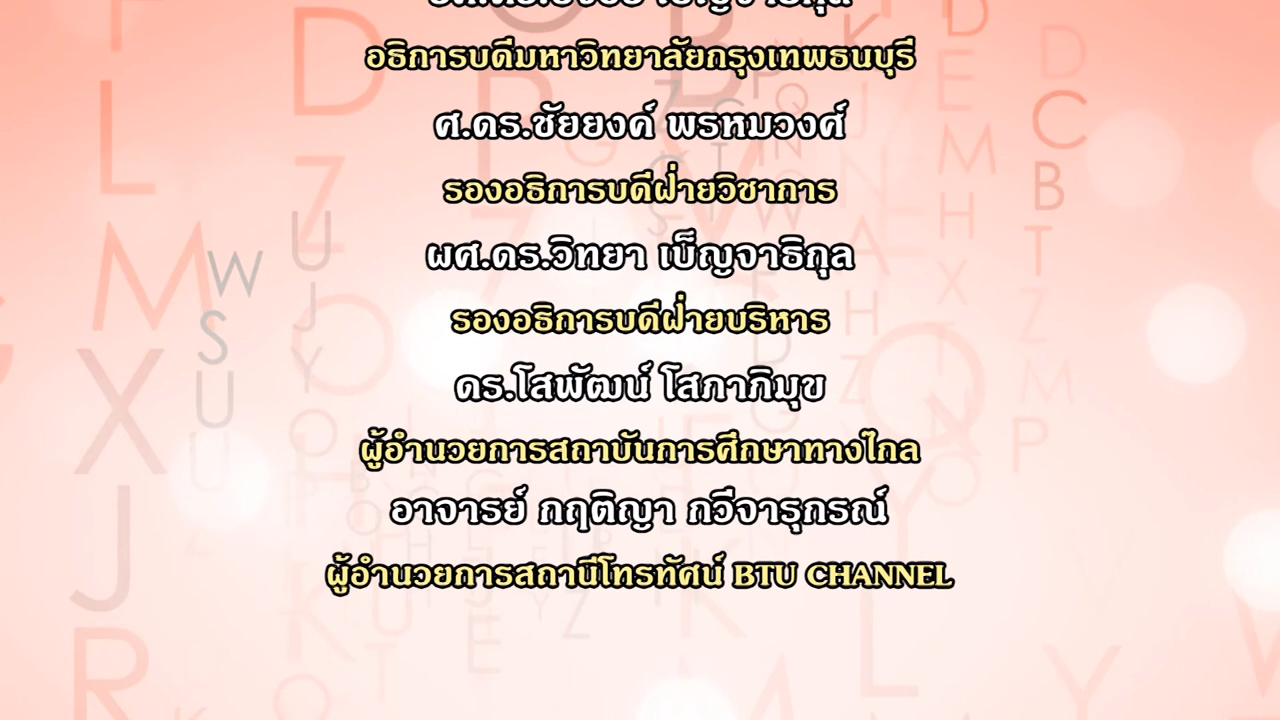 อธิการบดีมหาวิทยาลัยกรุงเทพธนบุรี
ศ.ดร.ชัยยงค์ พรหมวงศ์
รองอธิการบดีฝ่ายวิชาการ
ผศ.ดร.วิทยา เบ็ญจาธิกุล
รองอธิการบดีฝ่ายบริหาร
ดร.โสพัฒน์ โสภาภิมุข
ผู้อำนวยการสถาบันการศึกษาทางไกล
อาจารย์ กฤติญา กวีจารุกรณ์
ผู้อำนวยการสถานีโทรทัศน์ BTU CHANNEL